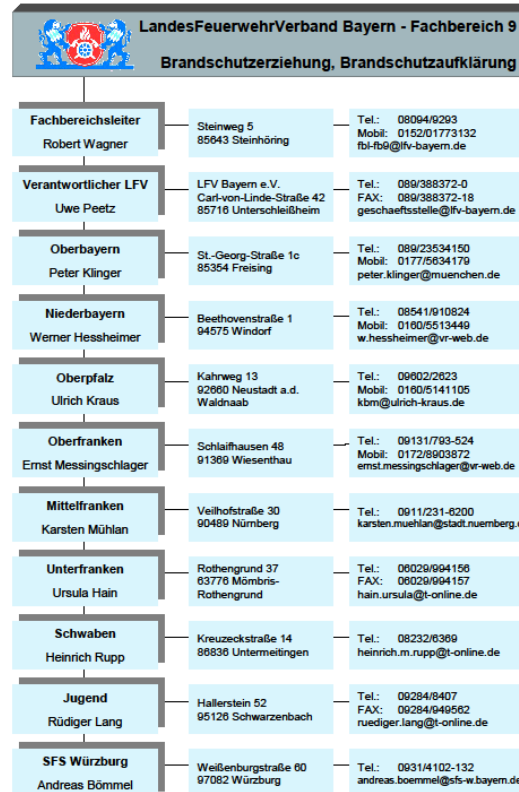 LandesFeuerwehrVerband Bayern - Fachbereich 9
Brandschutzerziehung, Brandschutzaufklärung
Fachbereichsleiter
Robert Wagner
Steinweg 5
85643 Steinhöring
Tel.: 08094/9293
Mobil: 0152/01773132
fbl-fb9@lfv-bayern.de
Verantwortlicher LFV
Uwe Peetz
LFV Bayern e.V.
Carl-von-Linde-Straße 42
85716 Unterschleißheim
Tel.: 089/388372-0
FAX: 089/388372-18
geschaeftsstelle@lfv-bayern.de
Oberbayern
Peter Klinger
St.-Georg-Straße 1c
85354 Freising
Tel.: 089/23534150
Mobil: 0177/5634179
peter.klinger@muenchen.de
Niederbayern
Werner Hessheimer
Beethovenstraße 1
94575 Windorf
Tel.: 08541/910824
Mobil: 0160/5513449
w.hessheimer@vr-web.de
Oberpfalz
Ulrich Kraus
Kahrweg 13
92660 Neustadt a.d.
Waldnaab
Tel.: 09602/2623
Mobil: 0160/5141105
kbm@ulrich-kraus.de
Oberfranken
Ernst Messingschlager
Schlaifhausen 48
91369 Wiesenthau
Tel.: 09131/793-524
Mobil: 0172/8903872
ernst.messingschlager@vr-web.de
Mittelfranken
Karsten Mühlan
Veilhofstraße 30
90489 Nürnberg
Tel.: 0911/231-6200
karsten.muehlan@stadt.nuernberg.d
Unterfranken
Ursula Hain
Rothengrund 37
63776 Mömbris-
Rothengrund
Tel.: 06029/994156
FAX: 06029/994157
hain.ursula@t-online.de
Schwaben
Heinrich Rupp
Kreuzeckstraße 14
86836 Untermeitingen
Tel.: 08232/6369
heinrich.m.rupp@t-online.de
Jugend
Rüdiger Lang
Hallerstein 52
95126 Schwarzenbach
Tel.: 09284/8407
FAX: 09284/949562
ruediger.lang@t-online.de
SFS Würzburg
Andreas Bömmel
Weißenburgstraße 60
97082 Würzburg
Tel.: 0931/4102-132
andreas.boemmel@sfs-w.bayern.de